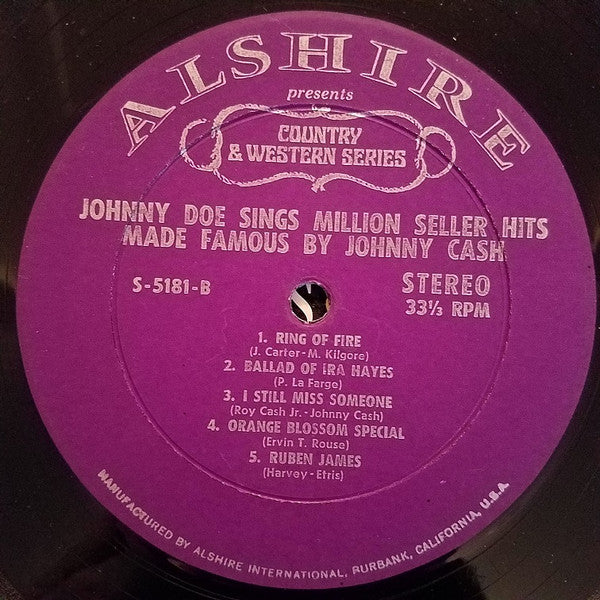 ALSHIRE
presents
COUNTRY
& WESTERN SERIES
JOHNNY DOE SINGS MILLION SELLER HITS
MADE FAMOUS BY JOHNNY CASH
S-5181-B
STEREO
33⅓ RPM
1. RING OF FIRE
(J. Carter-M. Kilgore)
2. BALLAD OF IRA HAYES
(P. La Farge)
3. I STILL MISS SOMEONE
(Roy Cash Jr.-Johnny Cash)
4. ORANGE BLOSSOM SPECIAL
(Ervin T. Rouse)
5. RUBEN JAMES
(Harvey-Etris)
MANUFACTURED BY ALSHIRE INTERNATIONAL, BURBANK, CALIFORNIA, U.S.A.